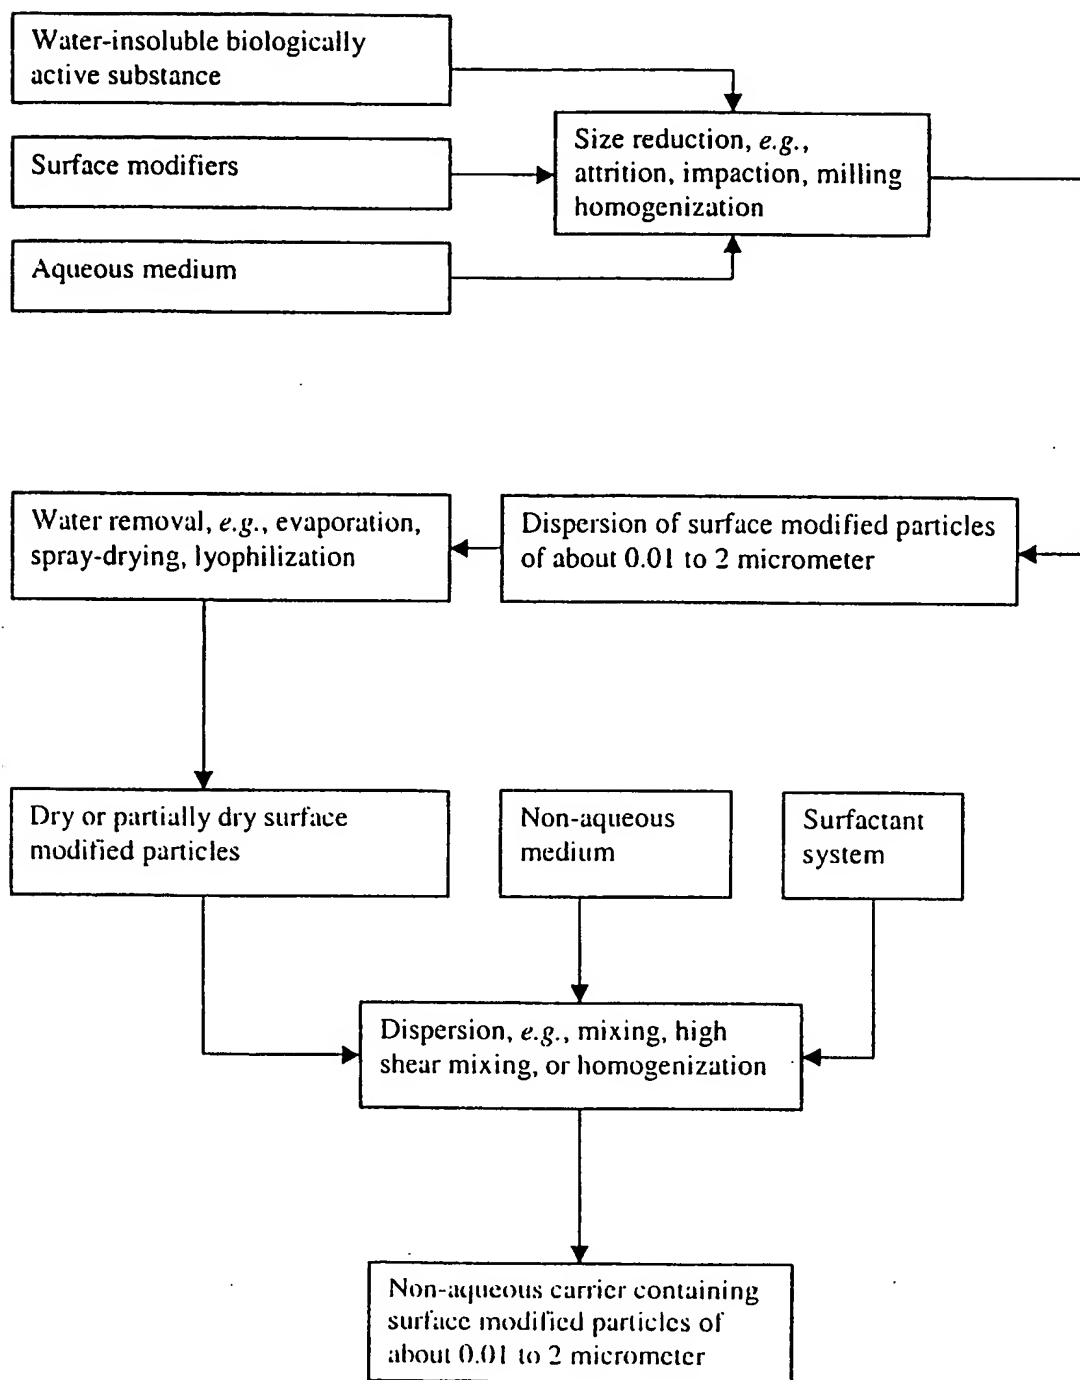 Water-insoluble biologically
active substance
Surface modifiers
Aqueous medium
Size reduction, e.g.,
attrition, impaction, milling
homogenization
Water removal, e.g., evaporation,
spray-drying, lyophilization
Dispersion of surface modified particles
of about 0.01 to 2 micrometer
Dry or partially dry surface
modified particles
Non-aqueous
medium
Surfactant
system
Dispersion, e.g., mixing, high
shear mixing, or homogenization
Non-aqueous carrier containing
surface modified particles of
about 0.01 to 2 micrometer